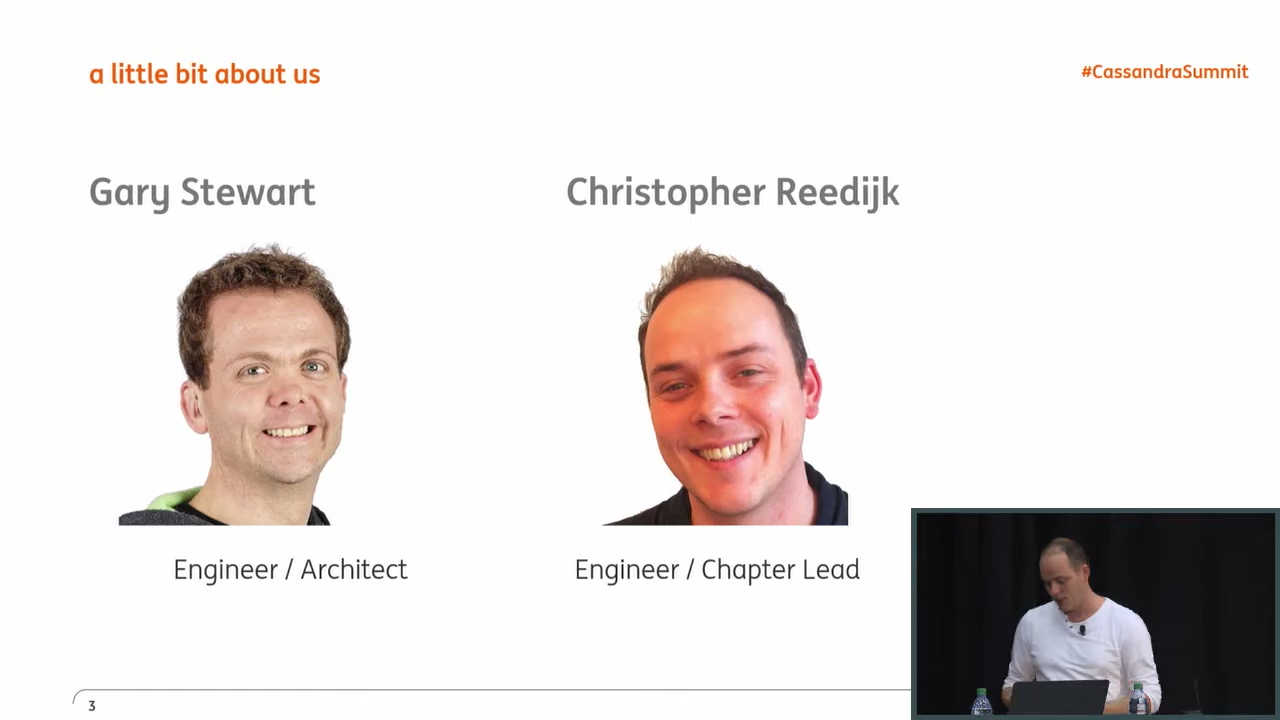 a little bit about us
#CassandraSummit
Gary Stewart
Christopher Reedijk
Engineer / Architect
Engineer / Chapter Lead
3